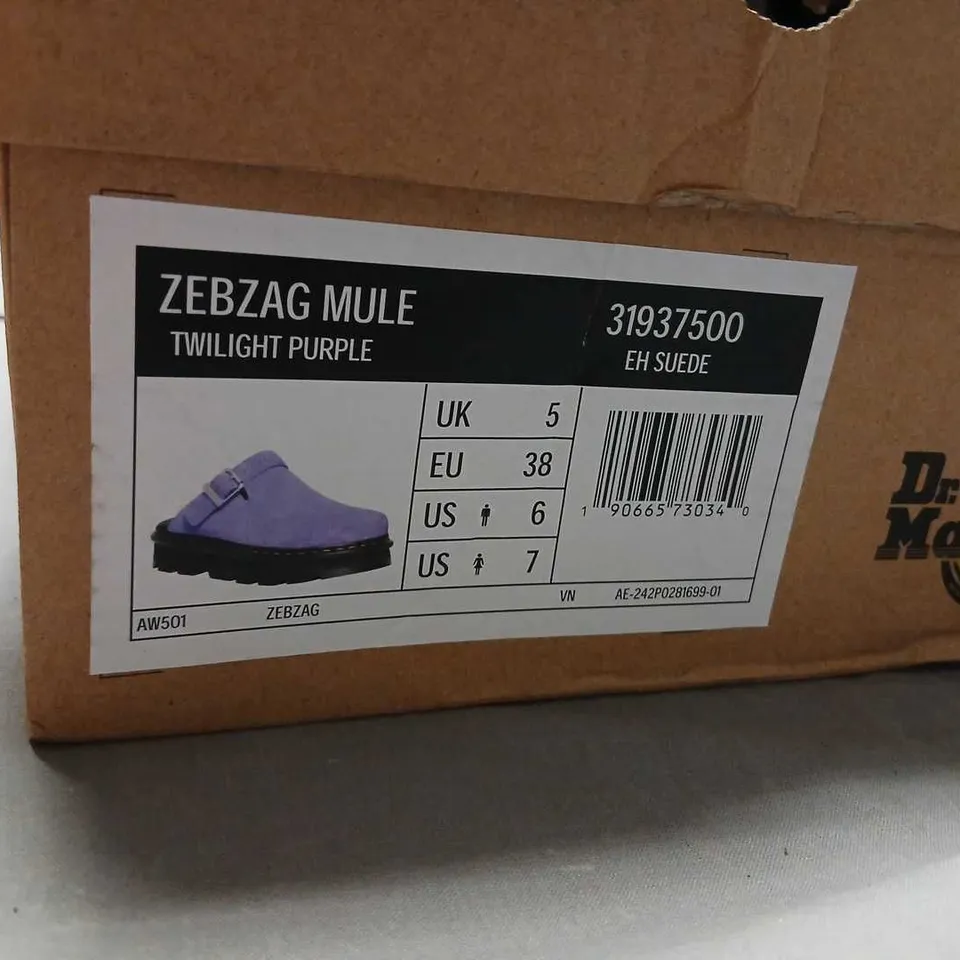 ZEBZAG MULE
TWILIGHT PURPLE
31937500
EH SUEDE
UK 5
EU 38
US 6
US 7
1 90665 73034 0
AW501 ZEBZAG VN AE-242P0281699-01
Dr.